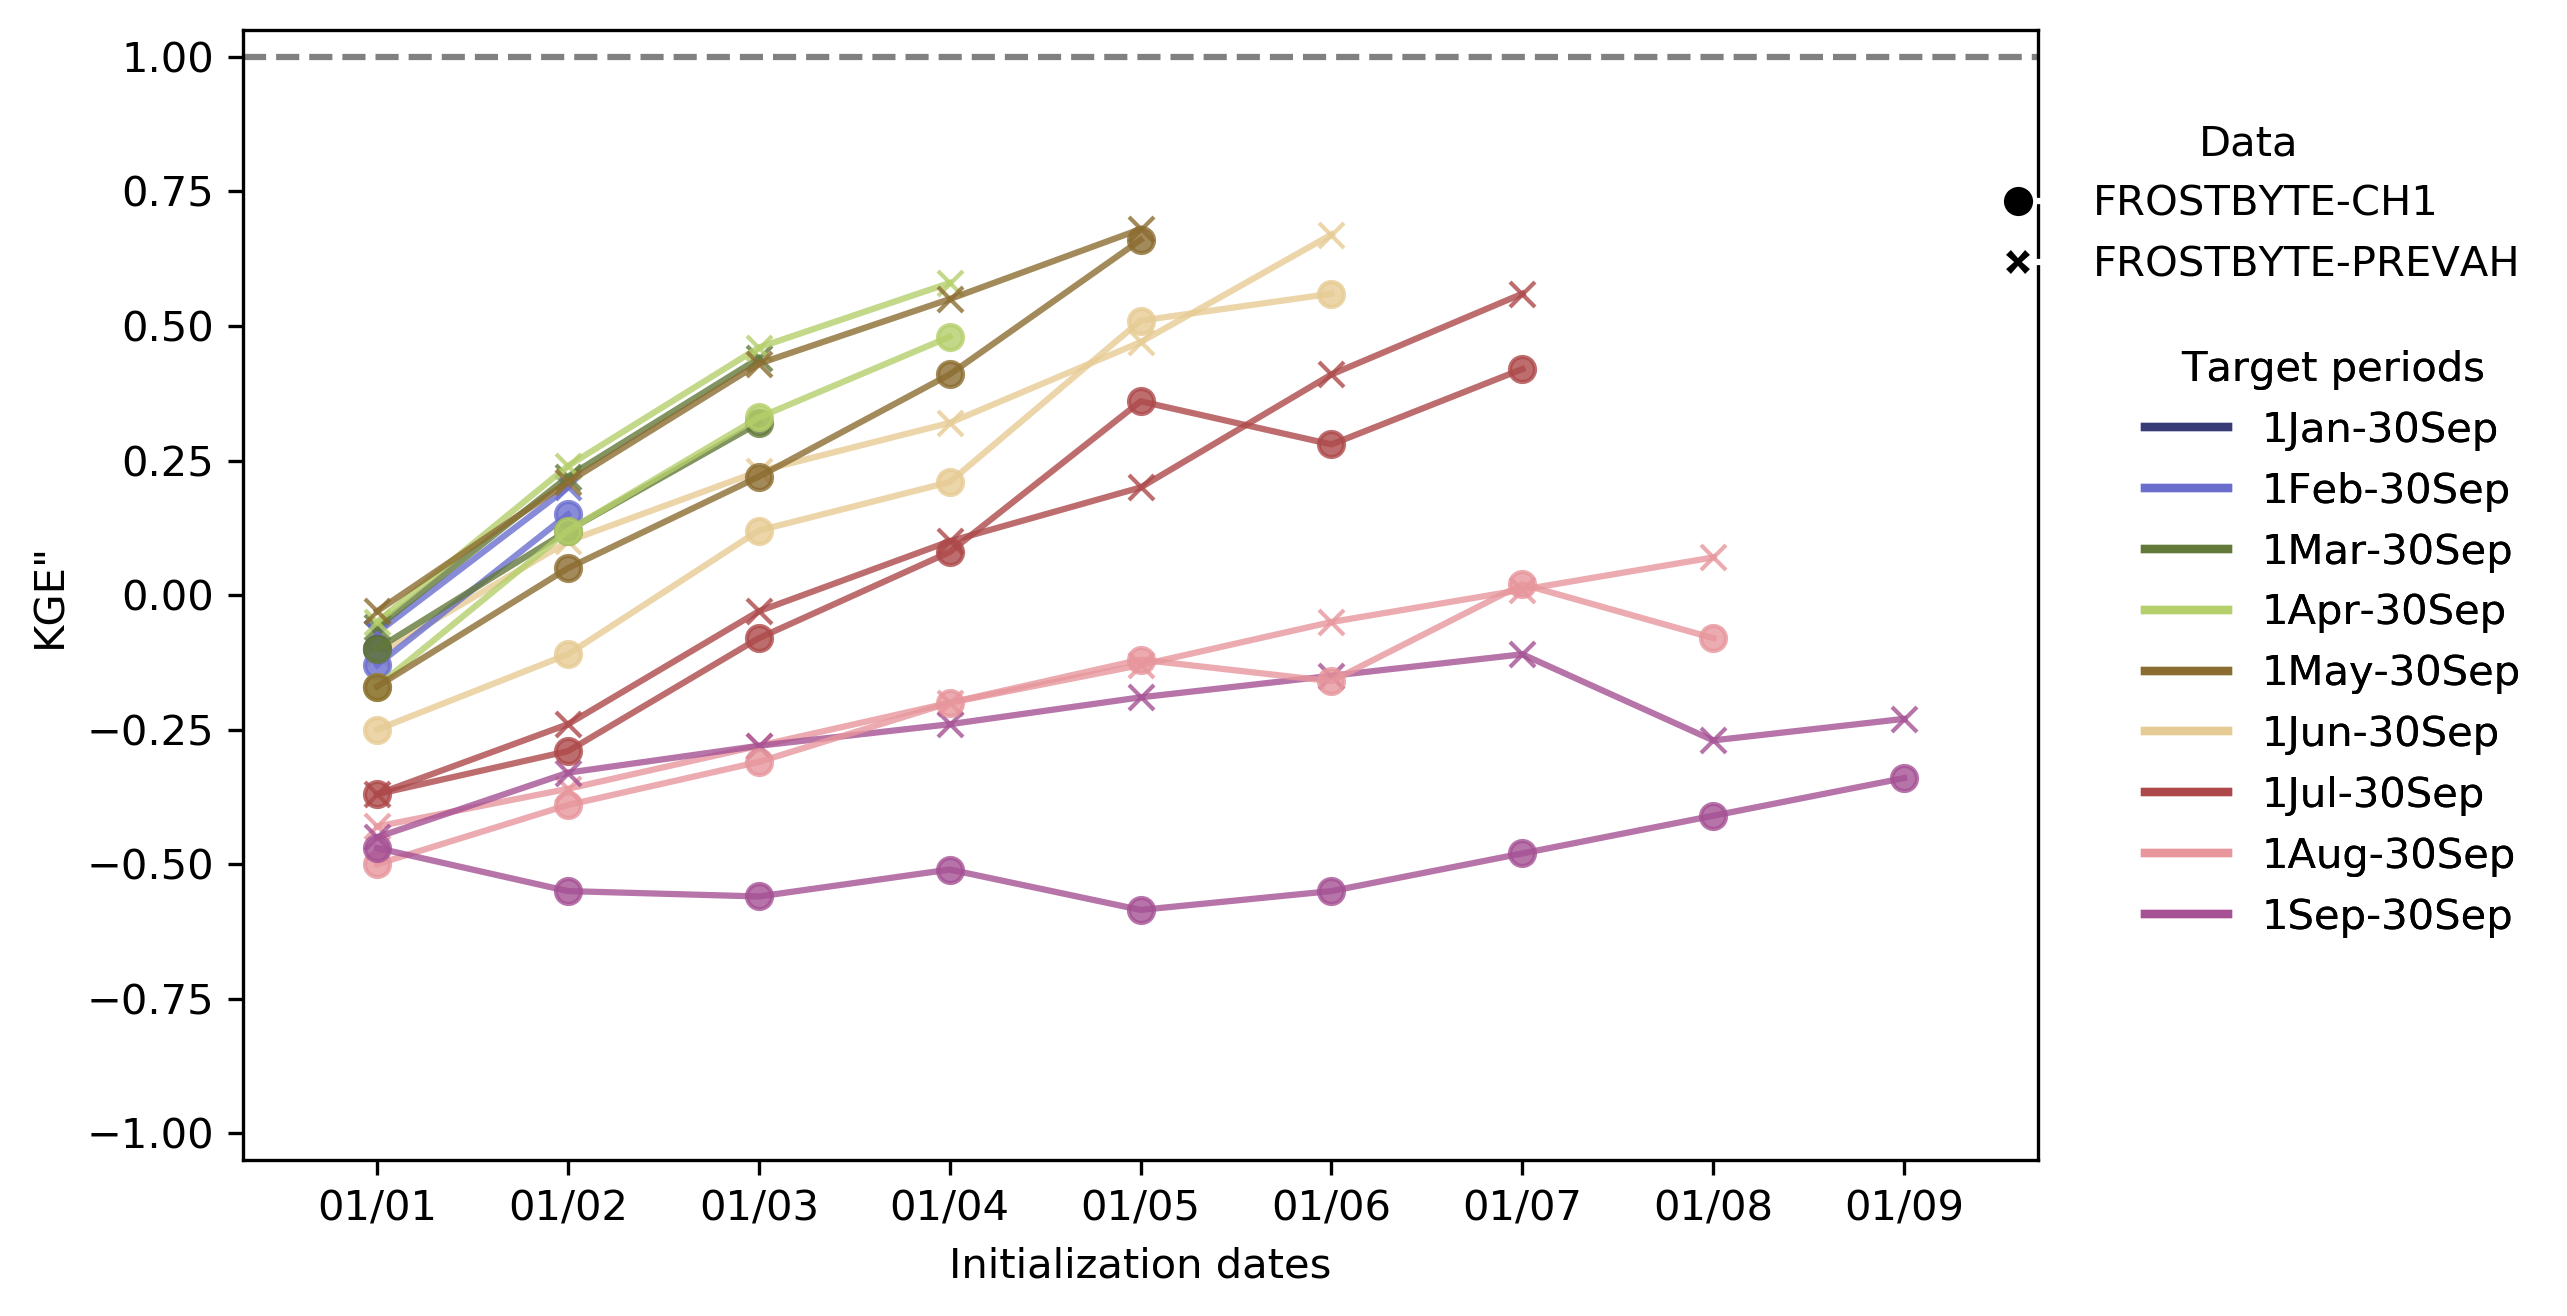 1.00
0.75
0.50
0.25
0.00
−0.25
−0.50
−0.75
−1.00
KGE"
01/01 01/02 01/03 01/04 01/05 01/06 01/07 01/08 01/09
Initialization dates
Data
FROSTBYTE-CH1
FROSTBYTE-PREVAH
Target periods
1Jan-30Sep
1Feb-30Sep
1Mar-30Sep
1Apr-30Sep
1May-30Sep
1Jun-30Sep
1Jul-30Sep
1Aug-30Sep
1Sep-30Sep